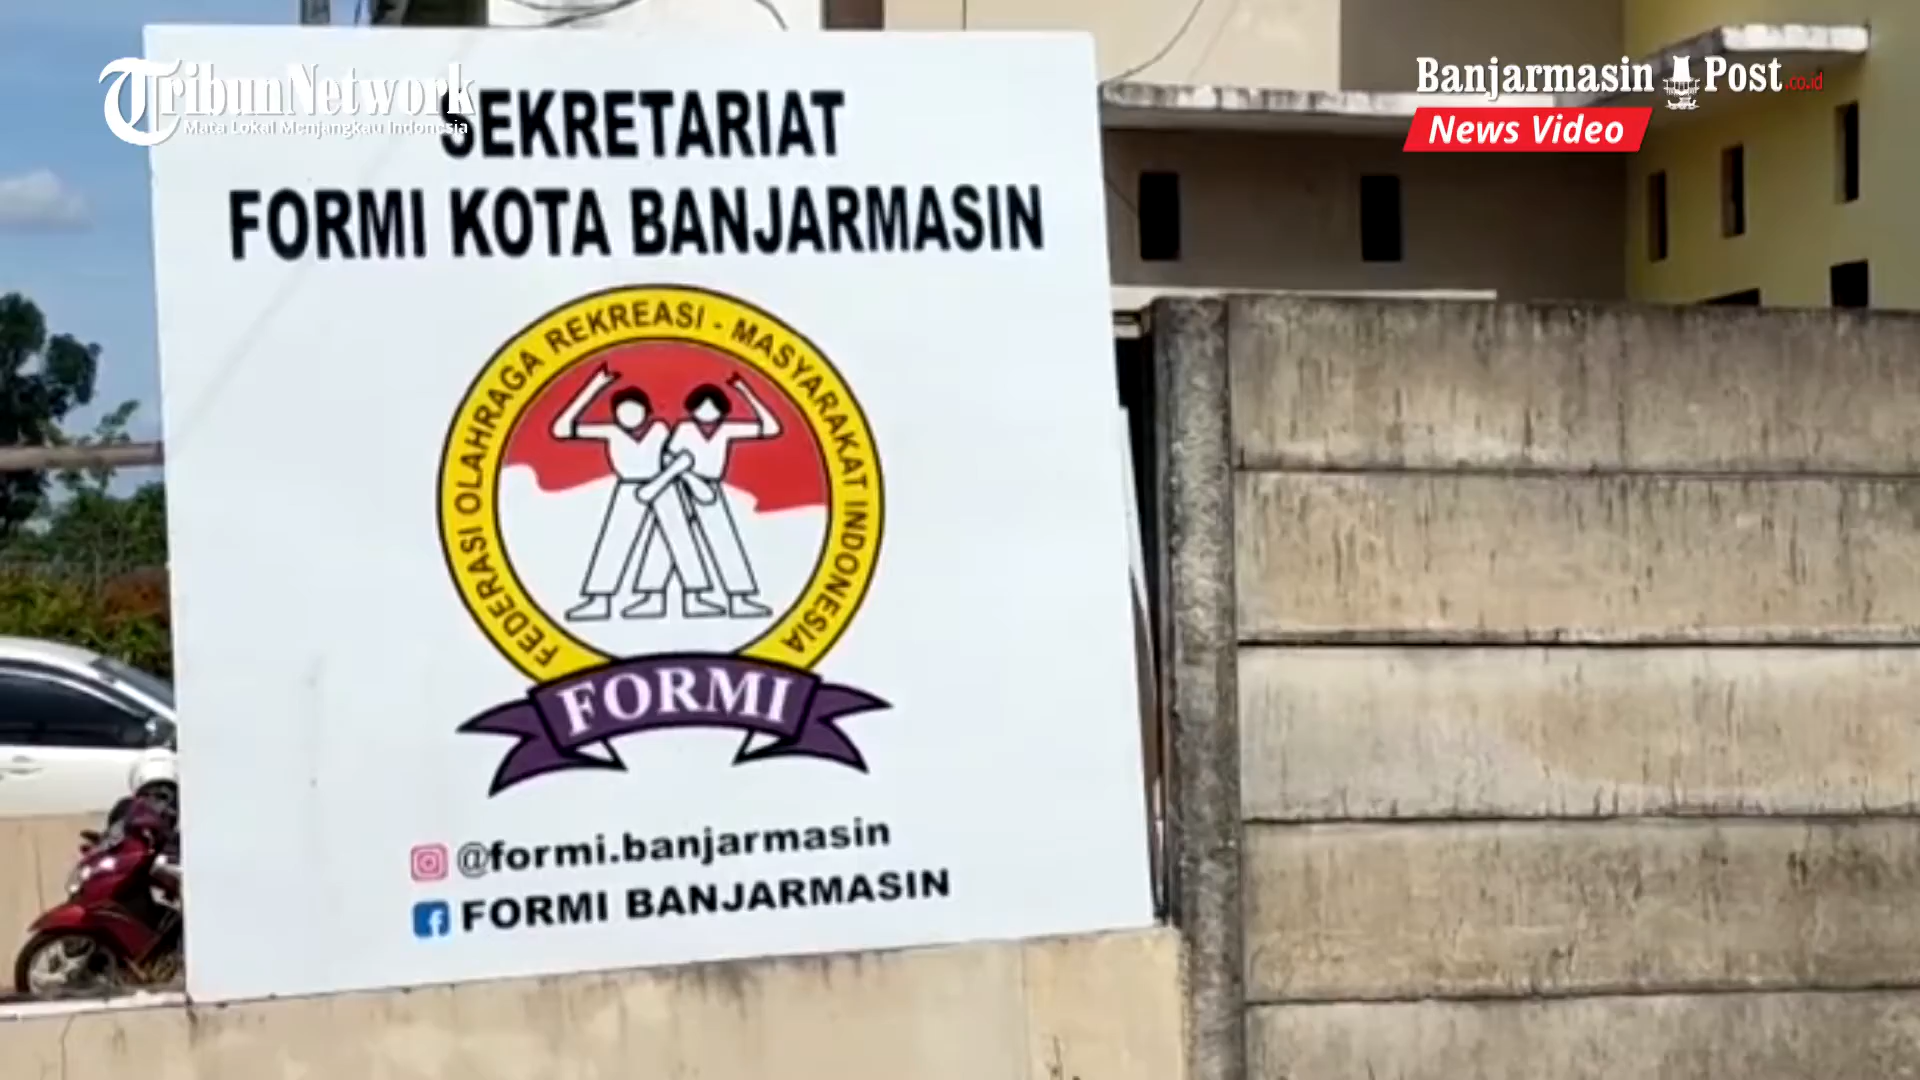 TribunNetwork
Mata Lokal Menjangkau Indonesia
Banjarmasin Post.co.id
News Video
SEKRETARIAT
FORMI KOTA BANJARMASIN
FEDERASI OLAHRAGA REKREASI - MASYARAKAT INDONESIA
FORMI
@formi.banjarmasin
FORMI BANJARMASIN